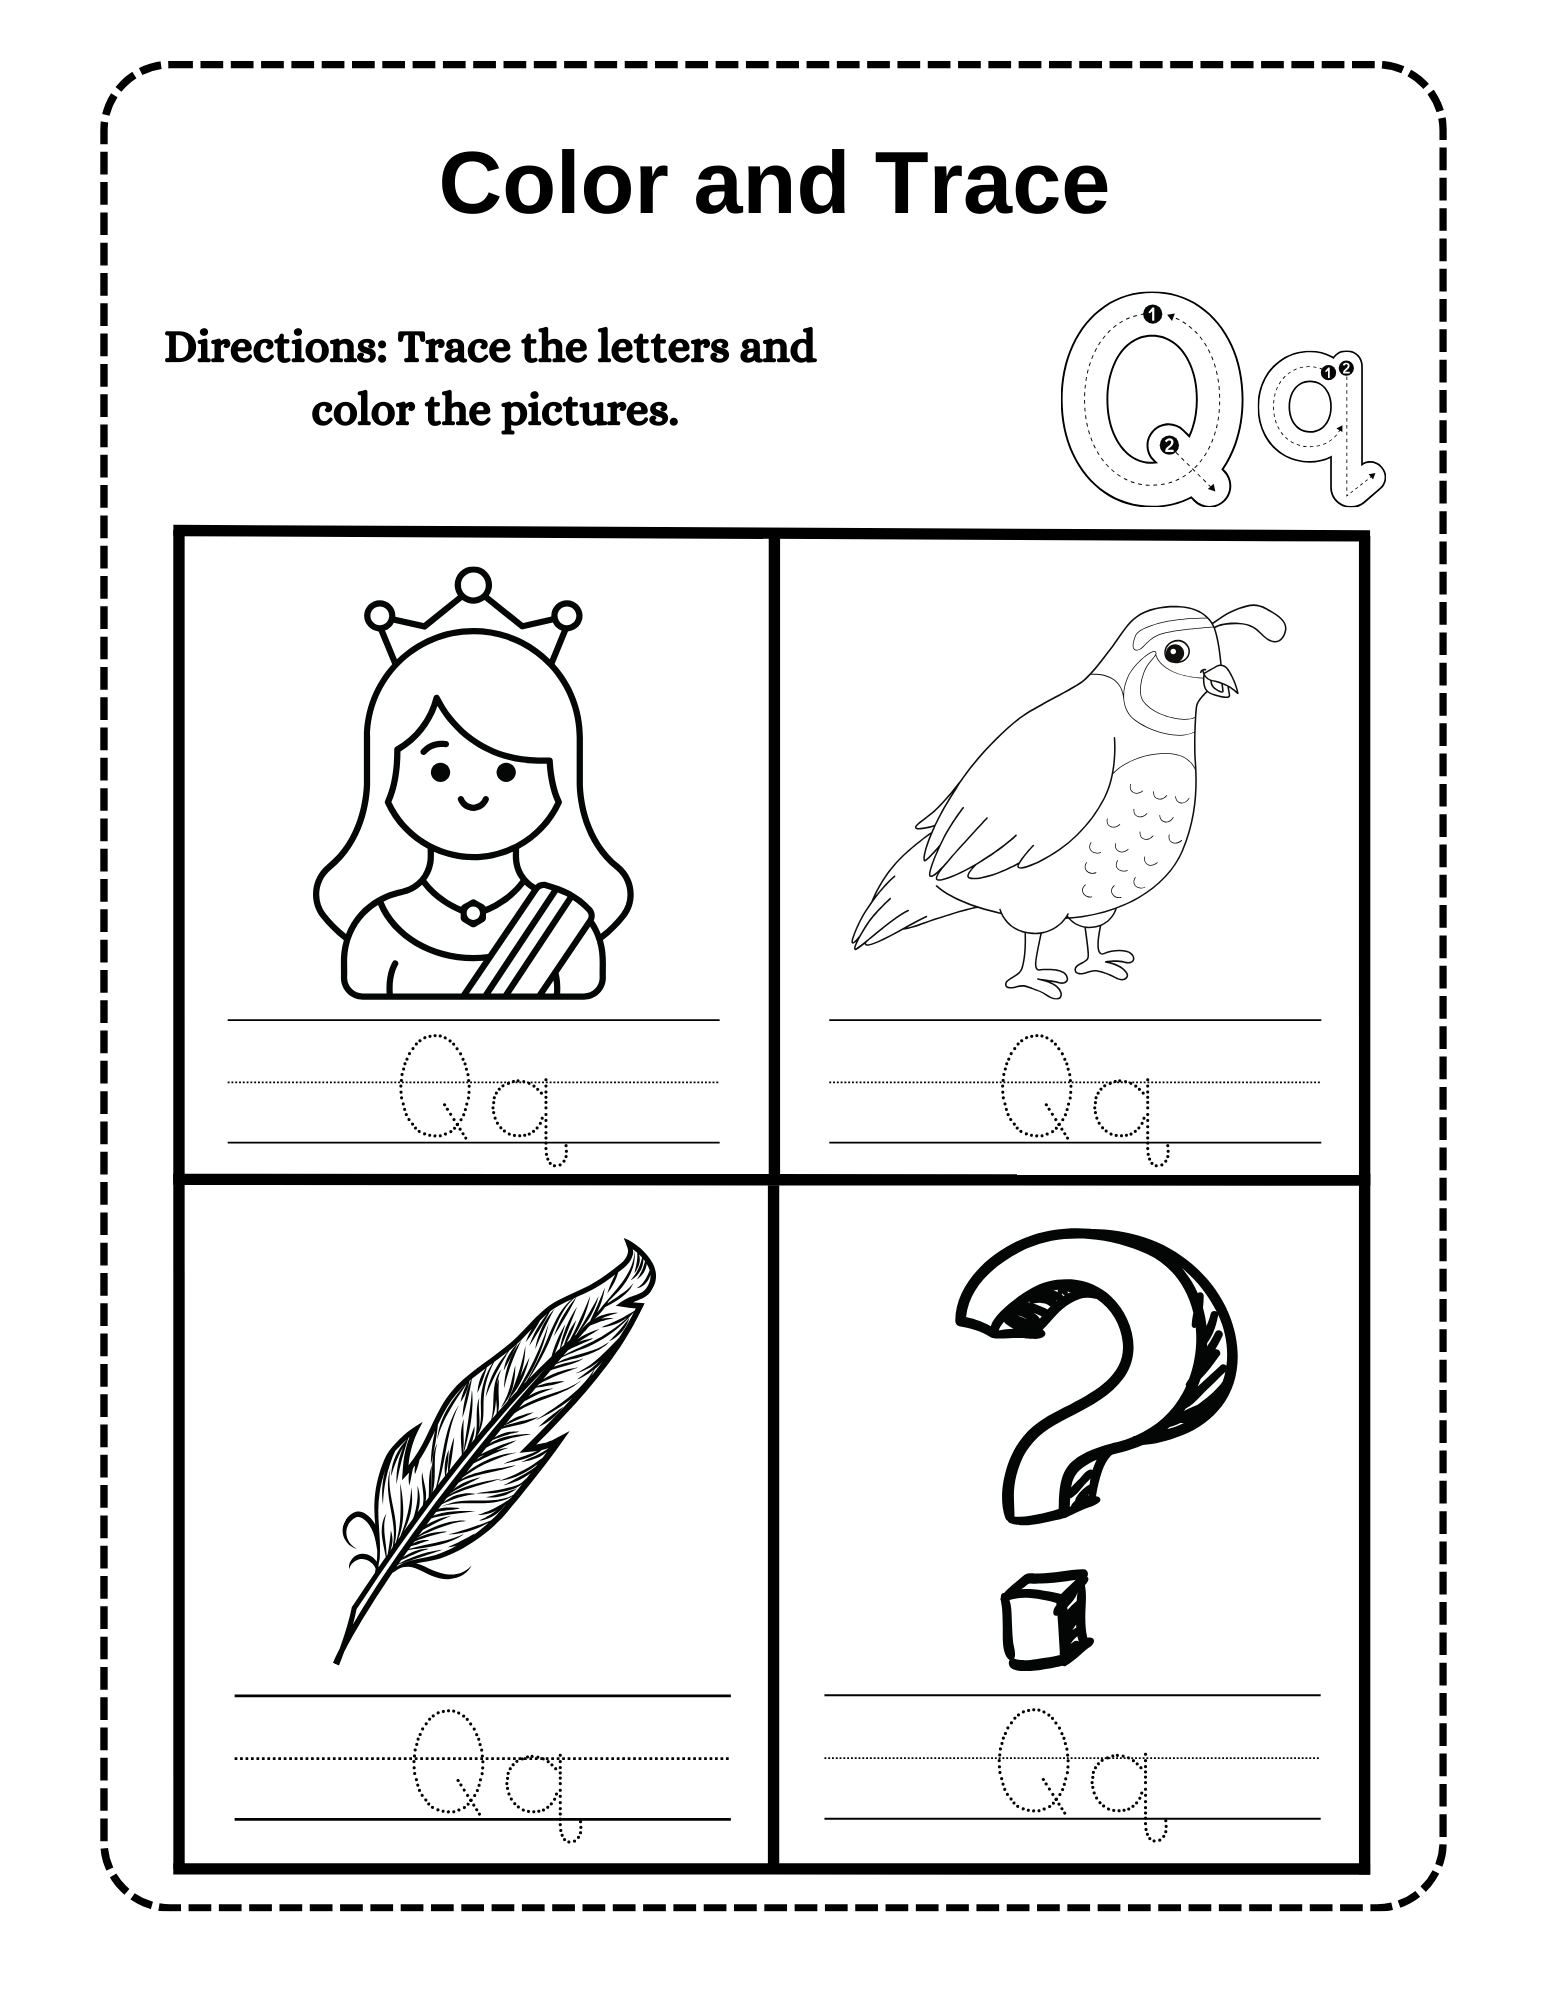 Color and Trace
Directions: Trace the letters and
color the pictures.
Qq
1 2
1 2
Qq
Qq
Qq
Qq